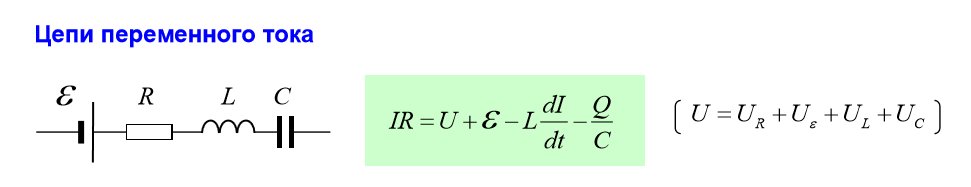 Цепи переменного тока
ℰ R L C
IR = U + ℰ − L dI/dt − Q/C
( U = U_R + U_ε + U_L + U_C )